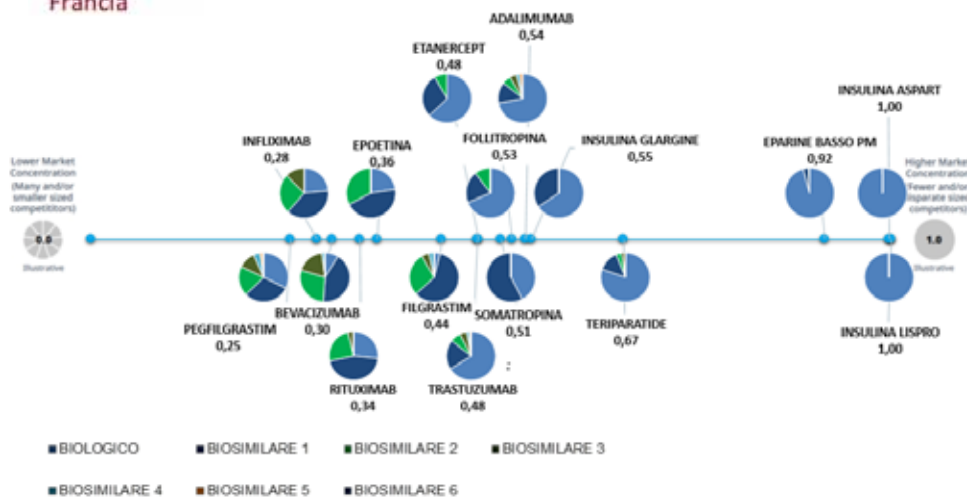 Francia
ADALIMUMAB
0,54
ETANERCEPT
0,48
INSULINA ASPART
1,00
INFLIXIMAB
0,28
EPOETINA
0,36
FOLLITROPINA
0,53
INSULINA GLARGINE
0,55
EPARINE BASSO PM
0,92
Lower Market
Concentration
(Many and/or
smaller sized
competitors)
0.0
Illustrative
Higher Market
Concentration
(Fewer and/or
disparate sized
competitors)
1.0
Illustrative
PEGFILGRASTIM
0,25
BEVACIZUMAB
0,30
FILGRASTIM
0,44
SOMATROPINA
0,51
TERIPARATIDE
0,67
INSULINA LISPRO
1,00
RITUXIMAB
0,34
TRASTUZUMAB
0,48
;
BIOLOGICO
BIOSIMILARE 1
BIOSIMILARE 2
BIOSIMILARE 3
BIOSIMILARE 4
BIOSIMILARE 5
BIOSIMILARE 6